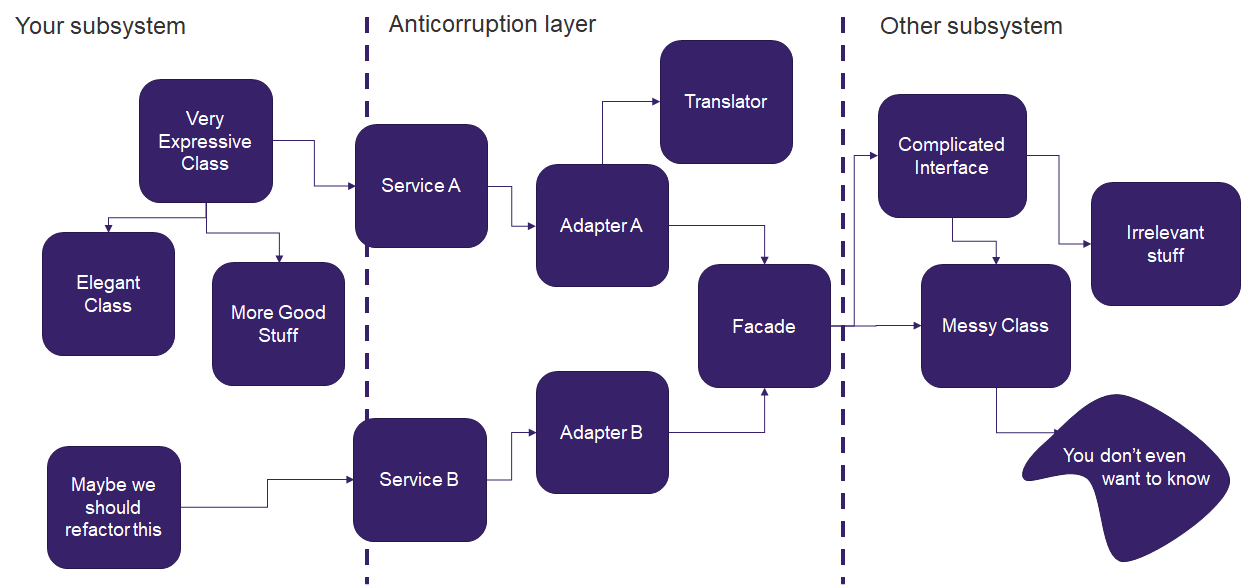 Your subsystem
Anticorruption layer
Other subsystem
Very
Expressive
Class
Elegant
Class
More Good
Stuff
Maybe we
should
refactor this
Service A
Service B
Translator
Adapter A
Adapter B
Facade
Complicated
Interface
Irrelevant
stuff
Messy Class
You don’t even
want to know